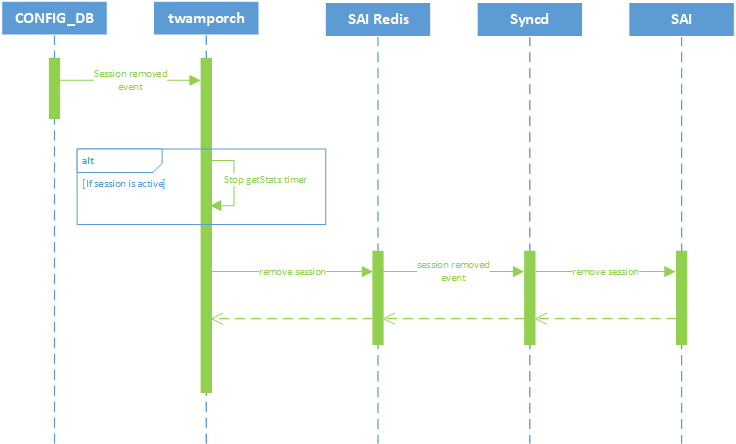 CONFIG_DB
twamporch
SAI Redis
Syncd
SAI
Session removed
event
alt
[If session is active]
Stop getStats timer
remove session
session removed
event
remove session